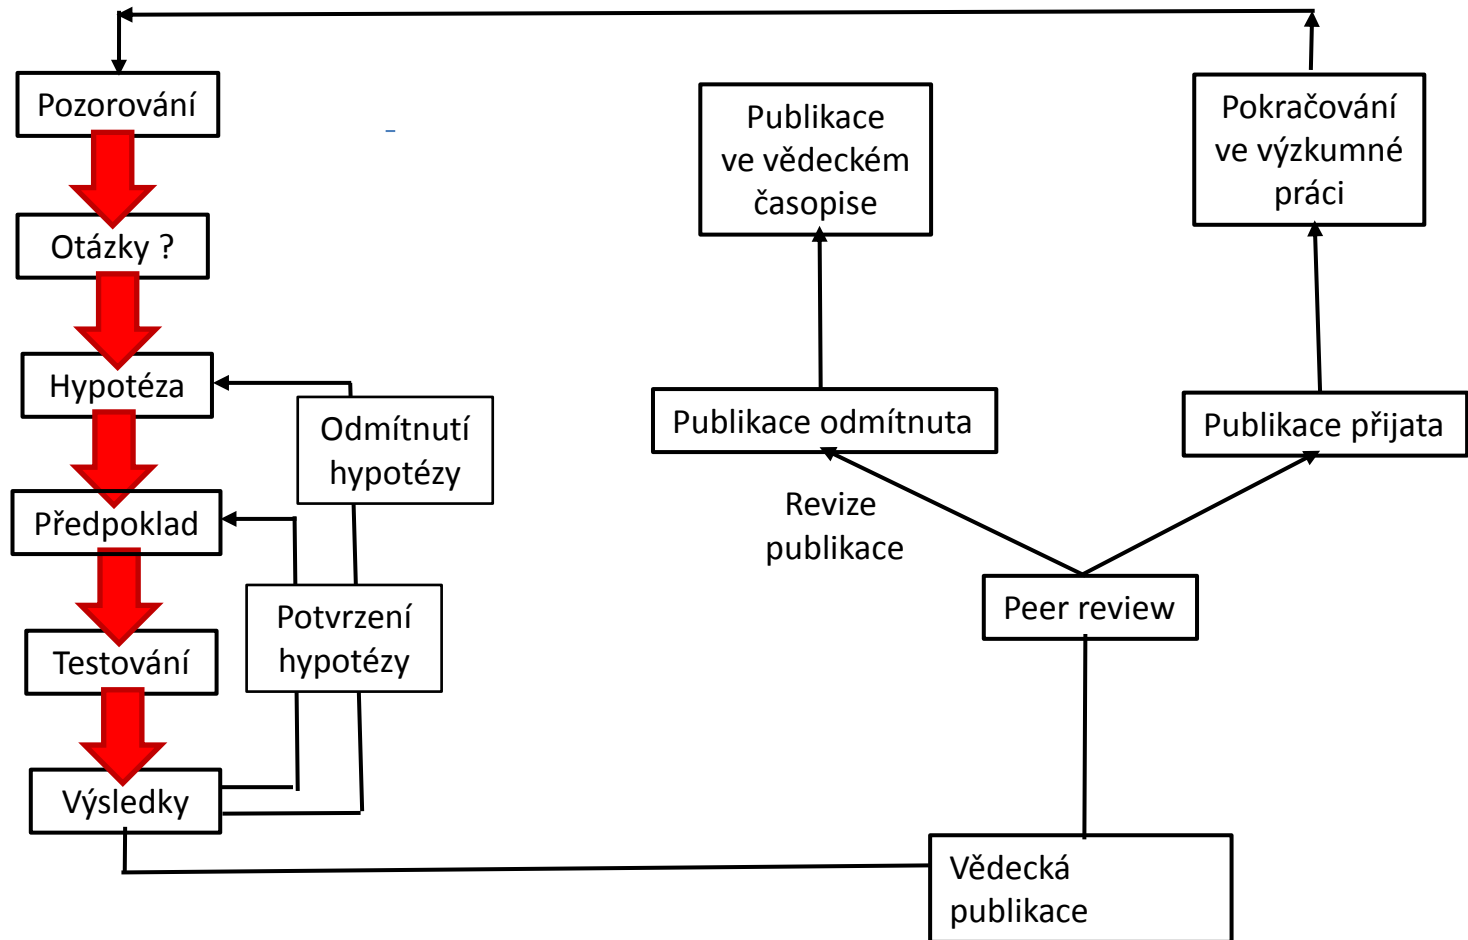 Pozorování
Otázky ?
Hypotéza
Předpoklad
Testování
Výsledky
Odmítnutí
hypotézy
Potvrzení
hypotézy
Publikace
ve vědeckém
časopise
Pokračování
ve výzkumné
práci
Publikace odmítnuta
Publikace přijata
Revize
publikace
Peer review
Vědecká
publikace